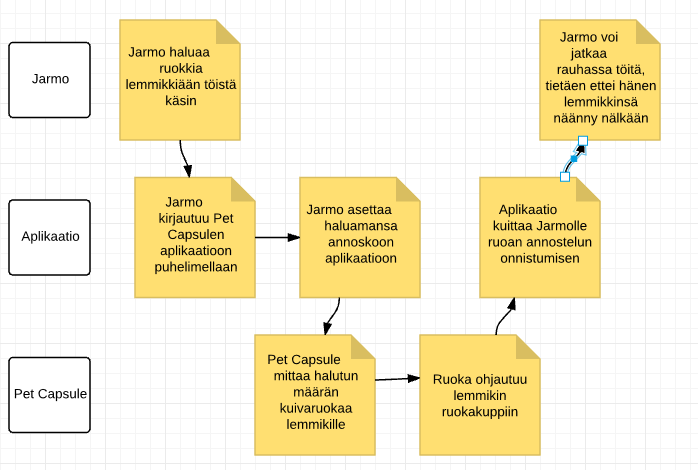 Jarmo
Jarmo haluaa
ruokkia
lemmikkiään töistä
käsin
Jarmo voi
jatkaa
rauhassa töitä,
tietäen ettei hänen
lemmikkinsä
näänny nälkään
Aplikaatio
Jarmo
kirjautuu Pet
Capsulen
aplikaatioon
puhelimellaan
Jarmo asettaa
haluamansa
annoskoon
aplikaatioon
Aplikaatio
kuittaa Jarmolle
ruoan annostelun
onnistumisen
Pet Capsule
Pet Capsule
mittaa halutun
määrän
kuivaruokaa
lemmikille
Ruoka ohjautuu
lemmikin
ruokakuppiin